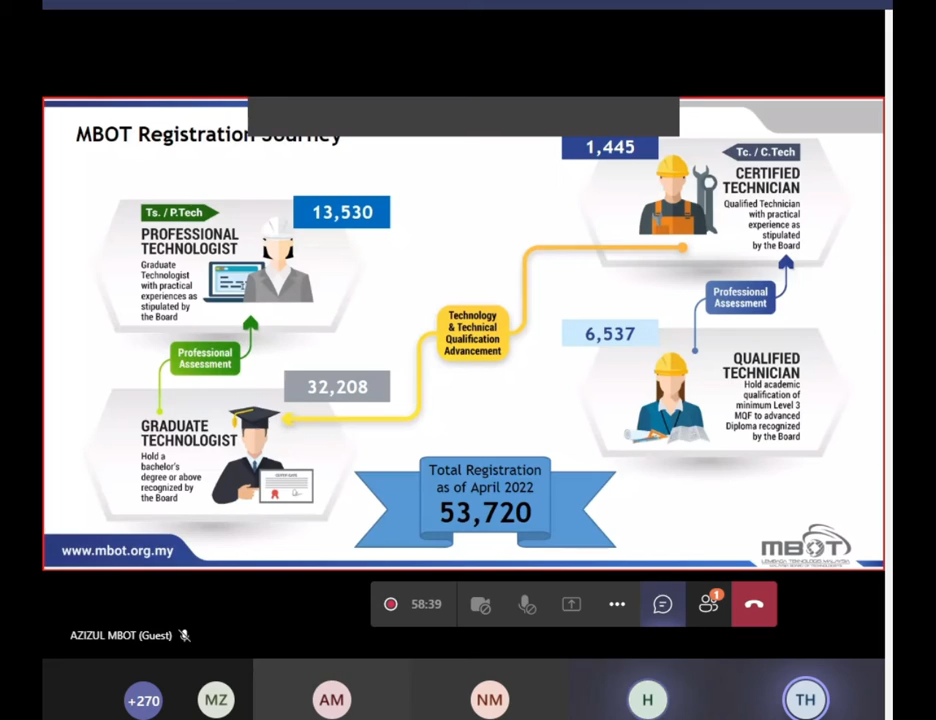 MBOT Registration Journey
1,445
Tc. / C.Tech
CERTIFIED
TECHNICIAN
Qualified Technician
with practical
experience as
stipulated
by the Board
Ts. / P.Tech
13,530
PROFESSIONAL
TECHNOLOGIST
Graduate
Technologist
with practical
experiences as
stipulated by
the Board
Professional
Assessment
Technology
& Technical
Qualification
Advancement
6,537
Professional
Assessment
QUALIFIED
TECHNICIAN
Hold academic
qualification of
minimum Level 3
MQF to advanced
Diploma recognized
by the Board
32,208
GRADUATE
TECHNOLOGIST
Hold a
bachelor's
degree or above
recognized by
the Board
Total Registration
as of April 2022
53,720
www.mbot.org.my
MBOT
58:39
1
AZIZUL MBOT (Guest)
+270
MZ
AM
NM
H
TH